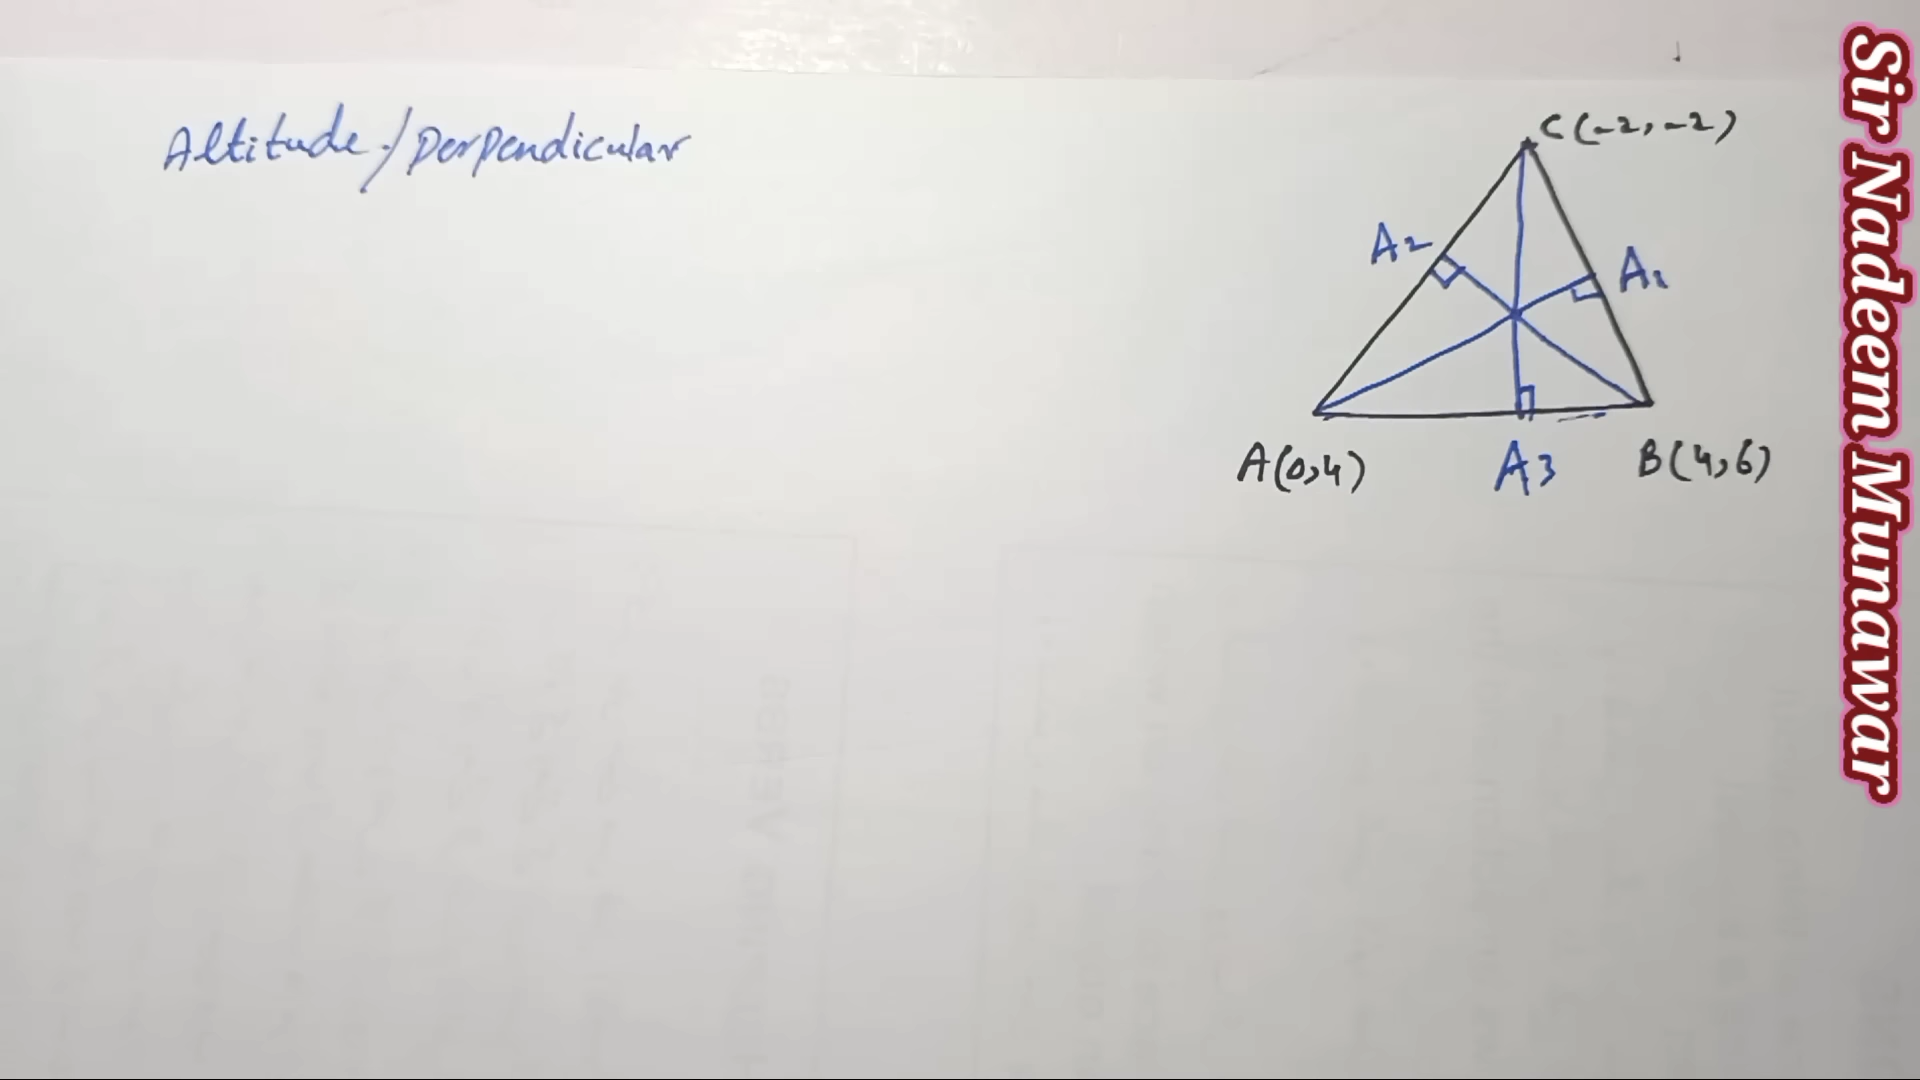 Altitude/perpendicular
C(-2,-2)
A2
A1
A(0,4)
A3
B(4,6)
Sir Nadeem Munawar